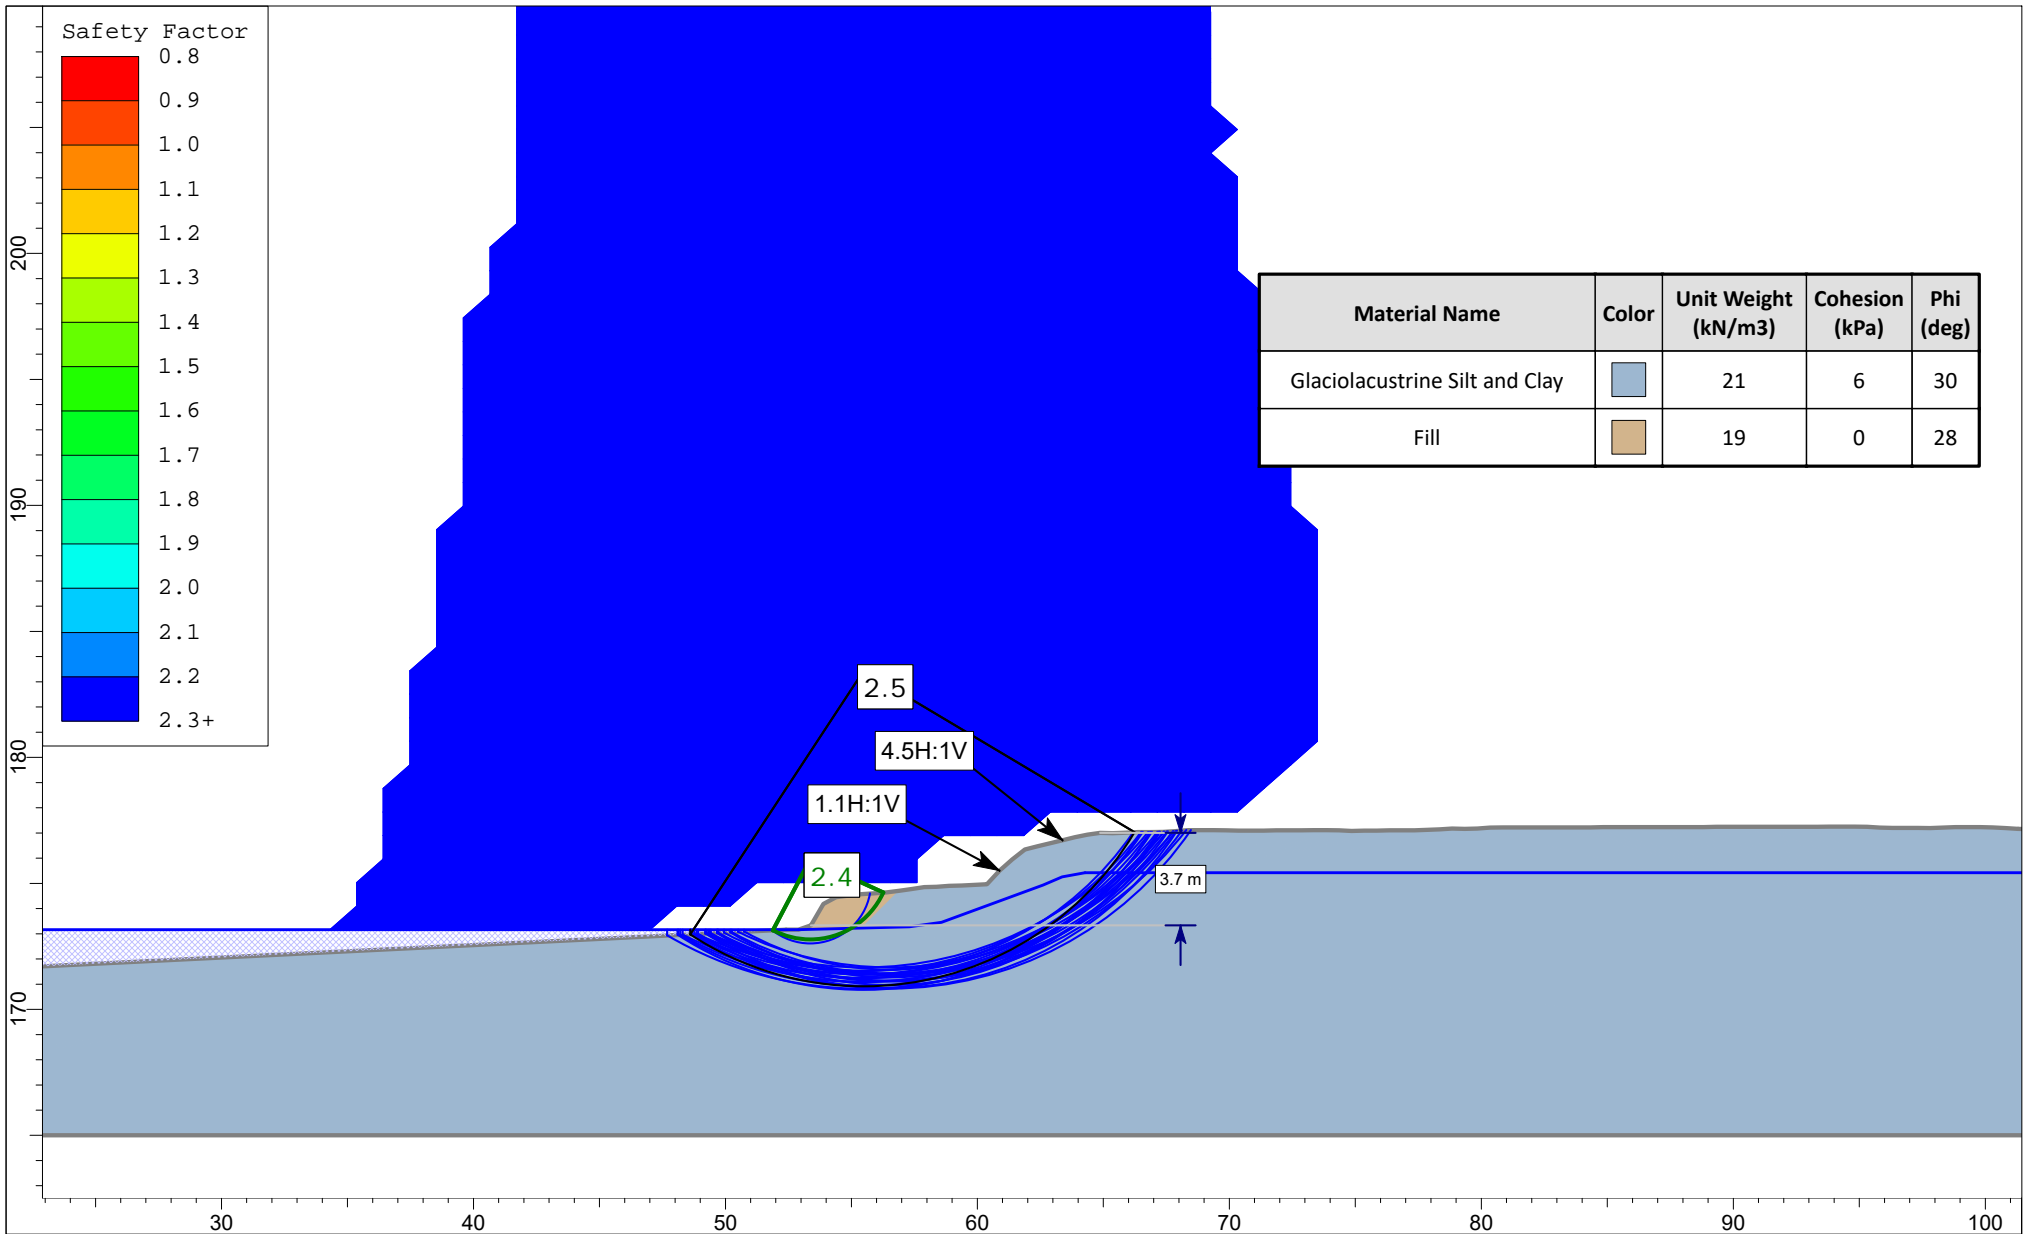 Safety Factor
0.8
0.9
1.0
1.1
1.2
1.3
1.4
1.5
1.6
1.7
1.8
1.9
2.0
2.1
2.2
2.3+
Material Name Color Unit Weight (kN/m3) Cohesion (kPa) Phi (deg)
Glaciolacustrine Silt and Clay 21 6 30
Fill 19 0 28
2.5
4.5H:1V
1.1H:1V
2.4
3.7 m
200
190
180
170
30 40 50 60 70 80 90 100